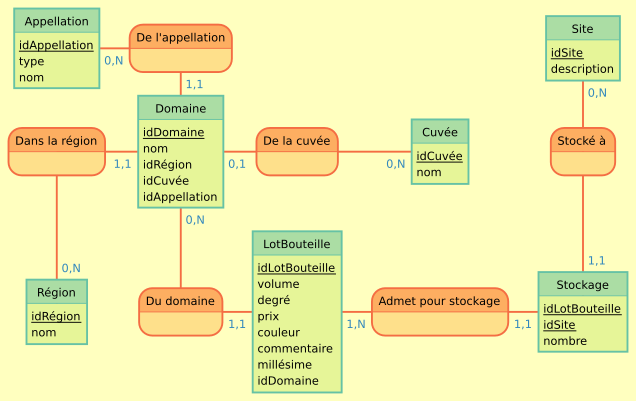 Appellation
idAppellation
type
nom
0,N
De l'appellation
1,1
Site
idSite
description
0,N
Domaine
idDomaine
nom
idRégion
idCuvée
idAppellation
Dans la région
1,1
0,1
De la cuvée
0,N
Cuvée
idCuvée
nom
Stocké à
1,1
0,N
0,N
Région
idRégion
nom
Du domaine
1,1
LotBouteille
idLotBouteille
volume
degré
prix
couleur
commentaire
millésime
idDomaine
1,N
Admet pour stockage
1,1
Stockage
idLotBouteille
idSite
nombre